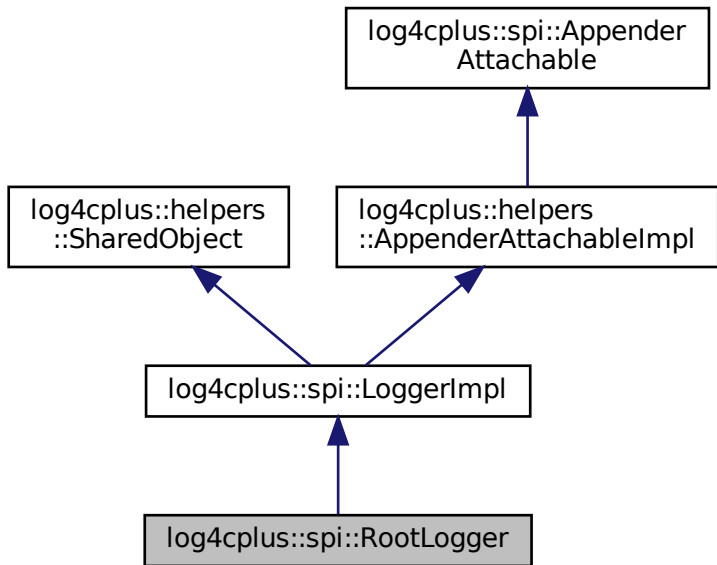 log4cplus::spi::Appender
Attachable
log4cplus::helpers
::SharedObject
log4cplus::helpers
::AppenderAttachableImpl
log4cplus::spi::LoggerImpl
log4cplus::spi::RootLogger